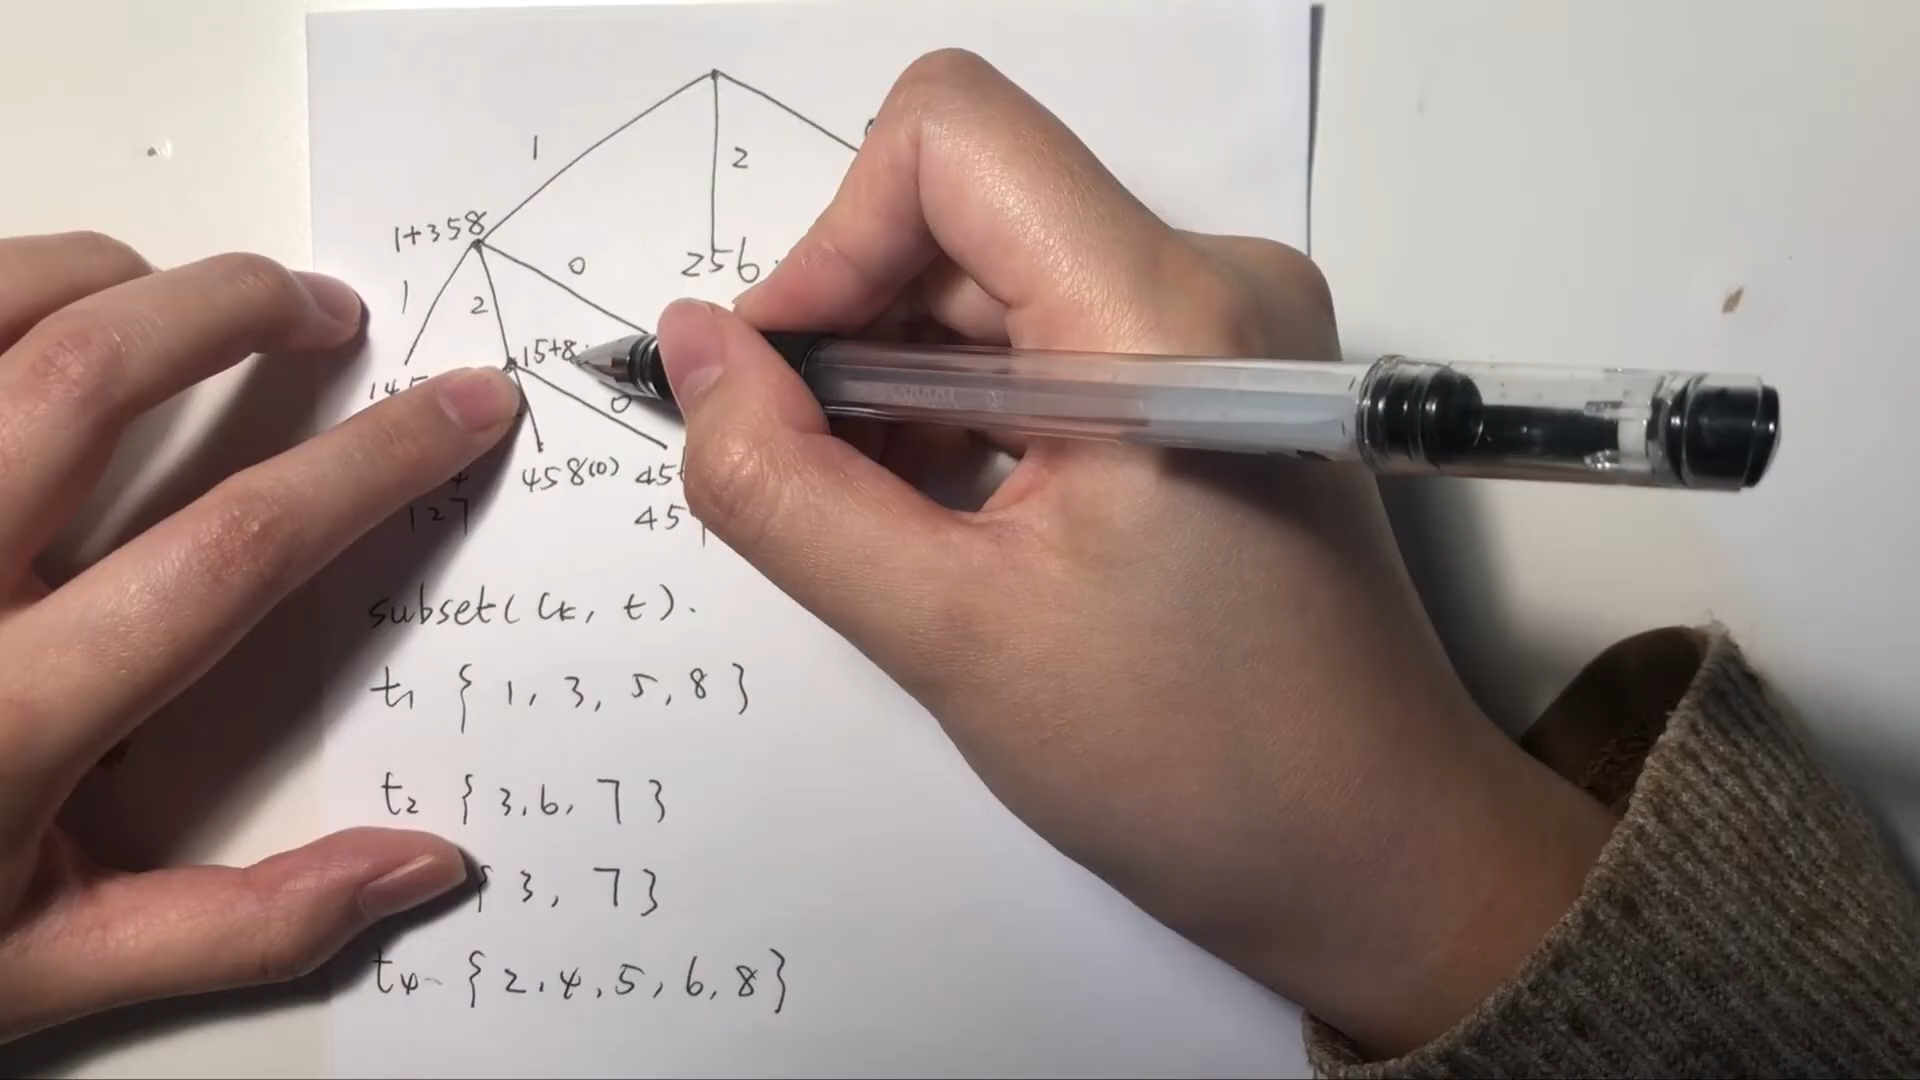 1
2
1+358
0
256
1
2
15+8
0
458(0)
127
45
subset(Ck, t).
t1 { 1, 3, 5, 8 }
t2 { 3, 6, 7 }
{ 3, 7 }
t4 { 2, 4, 5, 6, 8 }